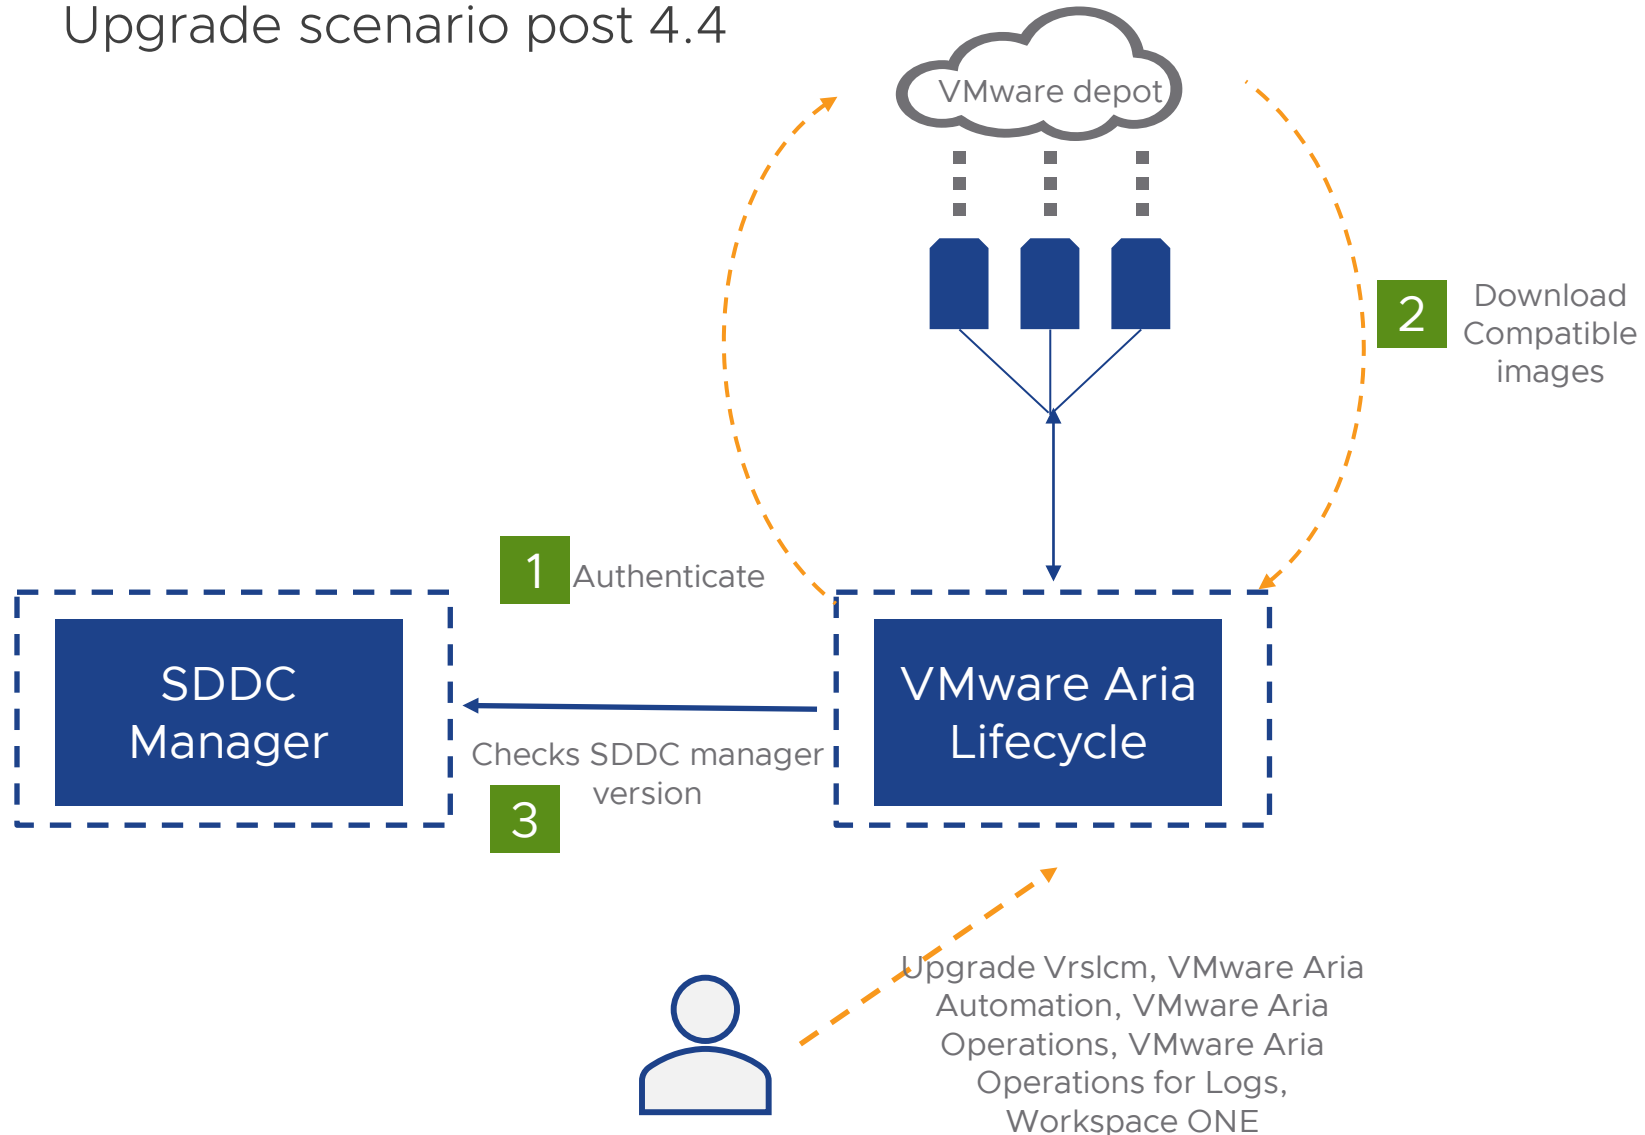 Upgrade scenario post 4.4
VMware depot
2
Download
Compatible
images
1
Authenticate
SDDC
Manager
VMware Aria
Lifecycle
Checks SDDC manager
version
3
Upgrade Vrslcm, VMware Aria
Automation, VMware Aria
Operations, VMware Aria
Operations for Logs,
Workspace ONE